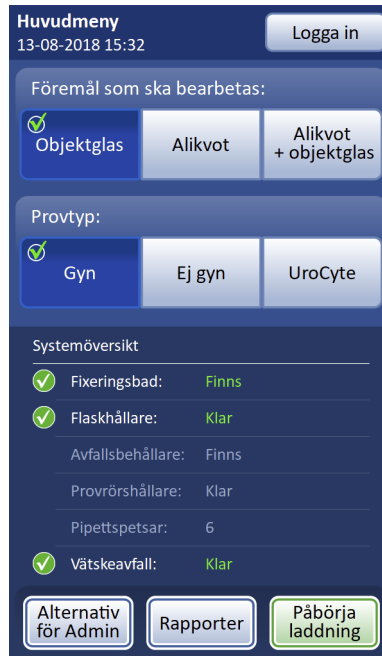 Huvudmeny
13-08-2018 15:32
Logga in
Föremål som ska bearbetas:
Objektglas
Alikvot
Alikvot
+ objektglas
Provtyp:
Gyn
Ej gyn
UroCyte
Systemöversikt
Fixeringsbad: Finns
Flaskhållare: Klar
Avfallsbehållare: Finns
Provrörshållare: Klar
Pipettspetsar: 6
Vätskeavfall: Klar
Alternativ
för Admin
Rapporter
Påbörja
laddning